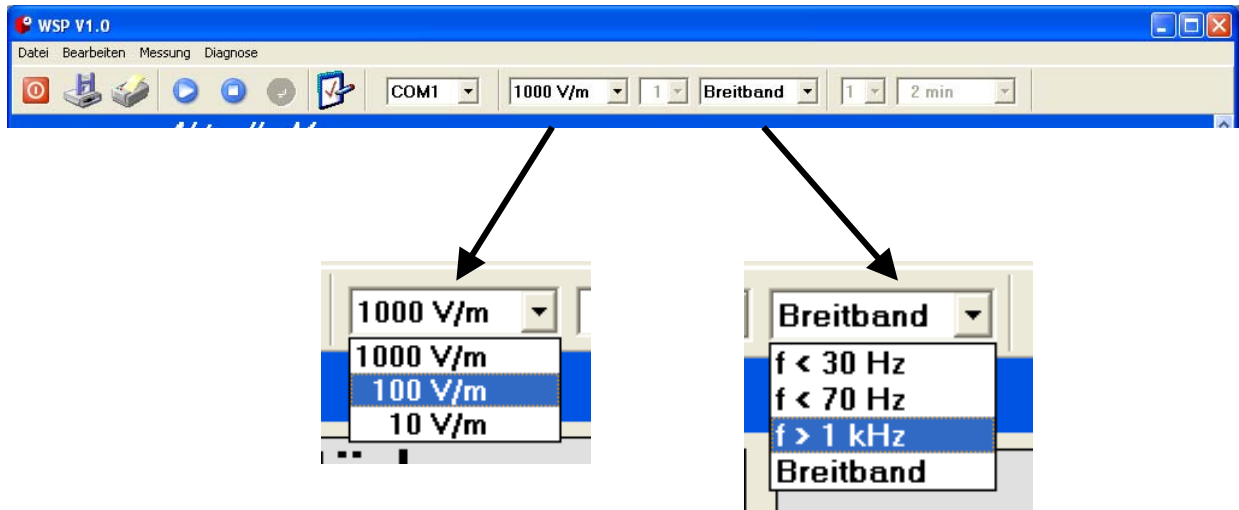 WSP V1.0
Datei Bearbeiten Messung Diagnose
COM1 1000 V/m 1 Breitband 1 2 min
1000 V/m
1000 V/m
100 V/m
10 V/m
Breitband
f < 30 Hz
f < 70 Hz
f > 1 kHz
Breitband